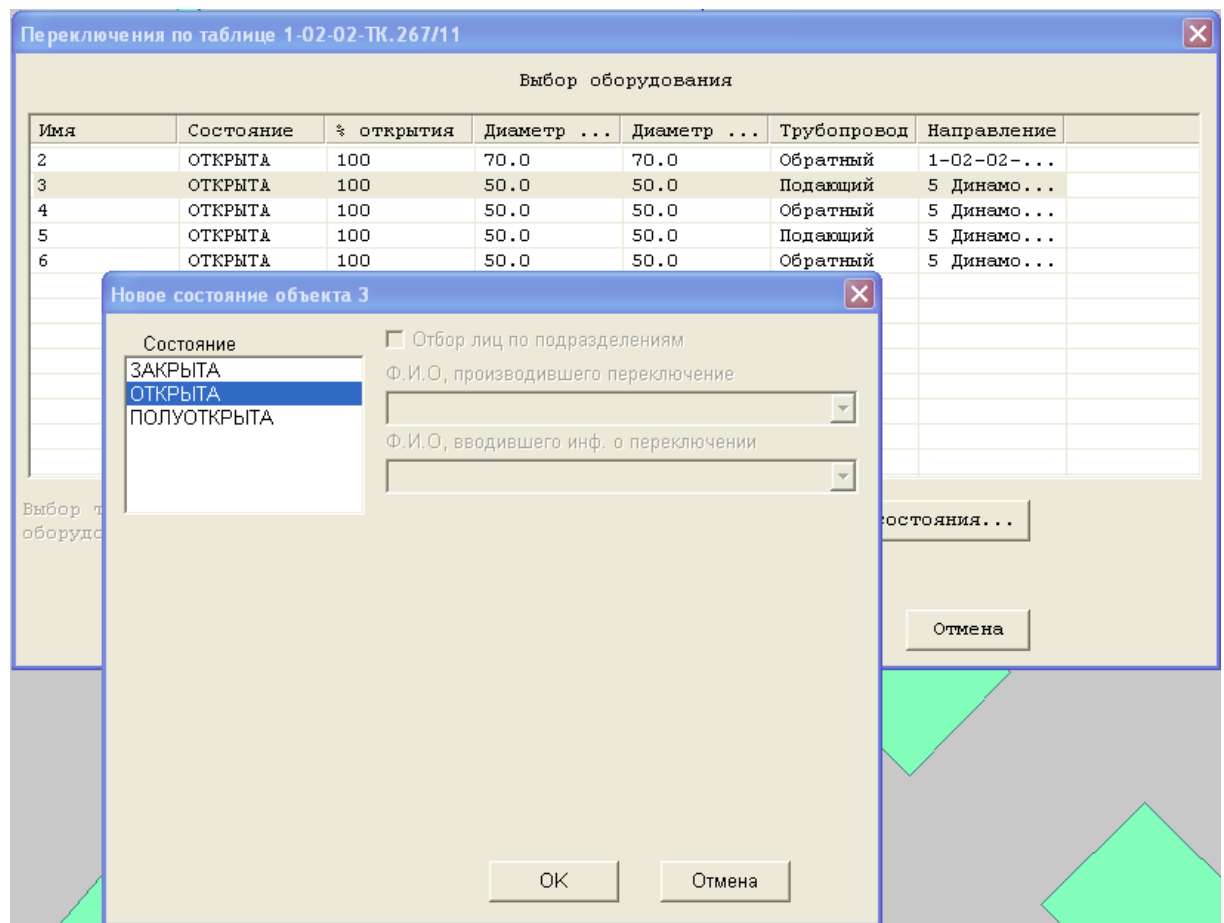 Переключения по таблице 1-02-02-ТК.267/11
Выбор оборудования
Имя Состояние % открытия Диаметр ... Диаметр ... Трубопровод Направление
2 ОТКРЫТА 100 70.0 70.0 Обратный 1-02-02-...
3 ОТКРЫТА 100 50.0 50.0 Подающий 5 Динамо...
4 ОТКРЫТА 100 50.0 50.0 Обратный 5 Динамо...
5 ОТКРЫТА 100 50.0 50.0 Подающий 5 Динамо...
6 ОТКРЫТА 100 50.0 50.0 Обратный 5 Динамо...
Новое состояние объекта 3
Состояние
ЗАКРЫТА
ОТКРЫТА
ПОЛУОТКРЫТА
Отбор лиц по подразделениям
Ф.И.О, производившего переключение
Ф.И.О, вводившего инф. о переключении
Выбор
состояния...
Отмена
OK Отмена